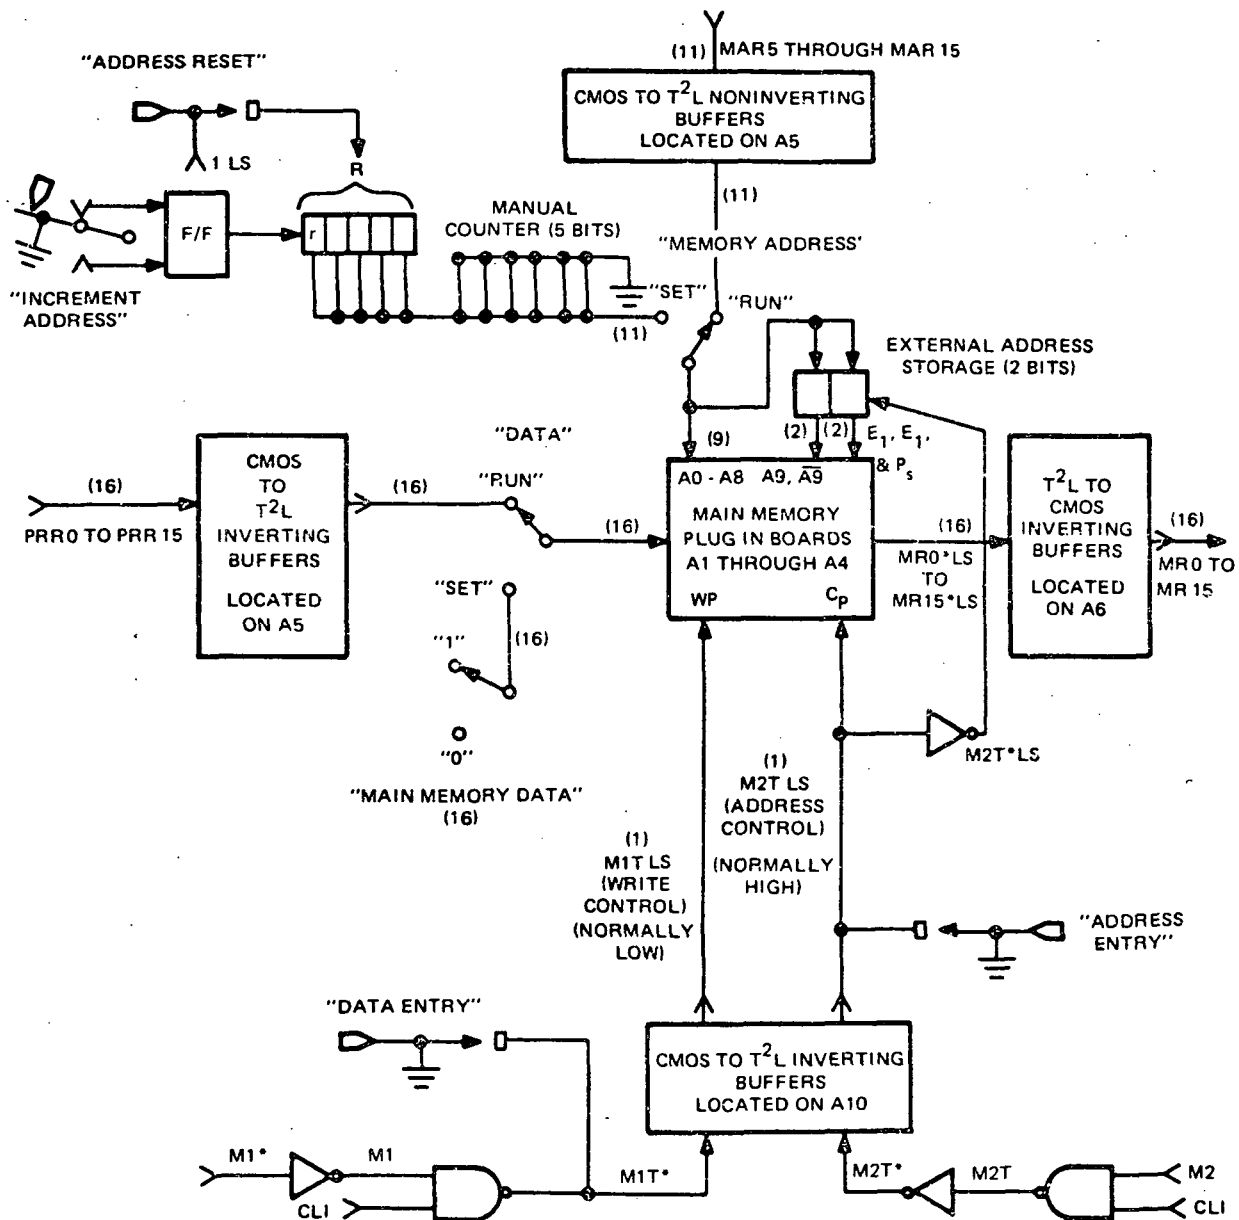 (11) MAR5 THROUGH MAR 15
"ADDRESS RESET"
CMOS TO T²L NONINVERTING
BUFFERS
LOCATED ON A5
1 LS
R
(11)
F/F
r
MANUAL
COUNTER (5 BITS)
"MEMORY ADDRESS'
"INCREMENT
ADDRESS"
"SET"
"RUN"
(11)
EXTERNAL ADDRESS
STORAGE (2 BITS)
(9)
(2)
(2)
E₁, E₁,
& Pₛ
"DATA"
"RUN"
(16)
PRR0 TO PRR 15
CMOS
TO
T²L
INVERTING
BUFFERS
LOCATED
ON A5
(16)
(16)
A0 - A8 A9, A̅9̅
MAIN MEMORY
PLUG IN BOARDS
A1 THROUGH A4
WP Cₚ
(16)
MR0*LS
TO
MR15*LS
T²L TO
CMOS
INVERTING
BUFFERS
LOCATED
ON A6
(16)
MR0 TO
MR 15
"SET"
(16)
"1"
"0"
"MAIN MEMORY DATA"
(16)
M2T*LS
(1)
M2T LS
(ADDRESS
CONTROL)
(NORMALLY
HIGH)
(1)
M1T LS
(WRITE
CONTROL)
(NORMALLY
LOW)
"ADDRESS
ENTRY"
"DATA ENTRY"
CMOS TO T²L INVERTING
BUFFERS
LOCATED ON A10
M1*
M1
CLI
M1T*
M2T*
M2T
M2
CLI